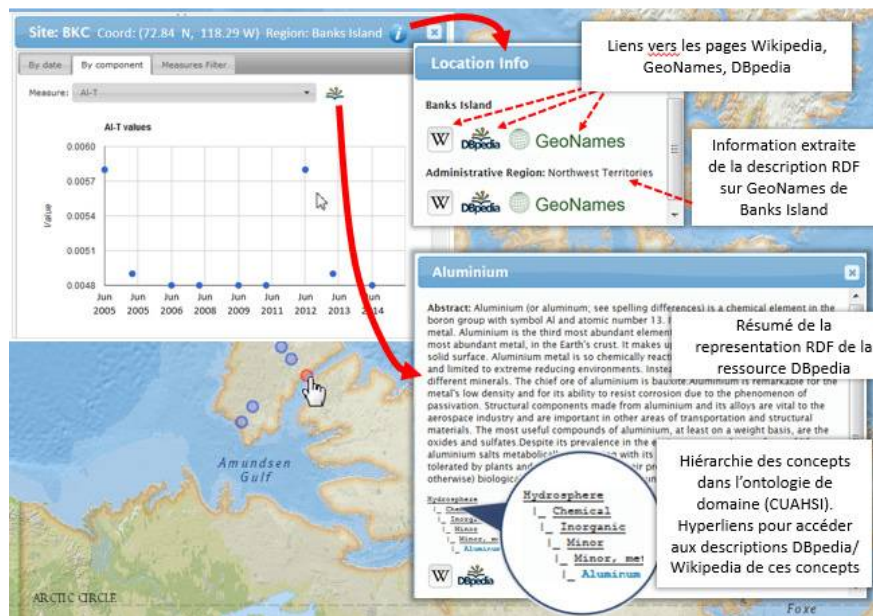 Site: BKC Coord: (72.84 N, 118.29 W) Region: Banks Island
By date By component Measures Filter
Measure: Al-T
Al-T values
Value
0.0060
0.0057
0.0054
0.0051
0.0048
Jun Jun Jun Jun Jun Jun Jun Jun
2005 2005 2006 2008 2009 2011 2012 2013 2014
Location Info
Banks Island
W DBpedia GeoNames
Administrative Region: Northwest Territories
W DBpedia GeoNames
Liens vers les pages Wikipedia,
GeoNames, DBpedia
Information extraite
de la description RDF
sur GeoNames de
Banks Island
Aluminium
Abstract: Aluminium (or aluminum; see spelling differences) is a chemical element in the
boron group with symbol Al and atomic number 13.
metal. Aluminium is the third most abundant element
most abundant metal, in the Earth's crust. It makes
solid surface. Aluminium metal is so chemically
and limited to extreme reducing environments.
different minerals. The chief ore of aluminium is bauxite.Aluminium is remarkable for the
metal's low density and for its ability to resist corrosion due to the phenomenon of
passivation. Structural components made from aluminium and its alloys are vital to the
aerospace industry and are important in other areas of transportation and structural
materials. The most useful compounds of aluminium, at least on a weight basis, are the
oxides and sulfates.Despite its prevalence in the
aluminium salts metabolically with its
tolerated by plants and
otherwise)
Résumé de la
representation RDF de la
ressource DBpedia
Hydrosphere
|_ Inorg
|_ Minor
|_ Minor, me
|_ Aluminum
Hydrosphere
|_ Chemical
|_ Inorganic
|_ Minor
|_ Minor, met
|_ Aluminum
W DBpedia
Hiérarchie des concepts
dans l'ontologie de
domaine (CUAHSI).
Hyperliens pour accéder
aux descriptions DBpedia/
Wikipedia de ces concepts
Amundsen
Gulf
ARCTIC CIRCLE
Foxe